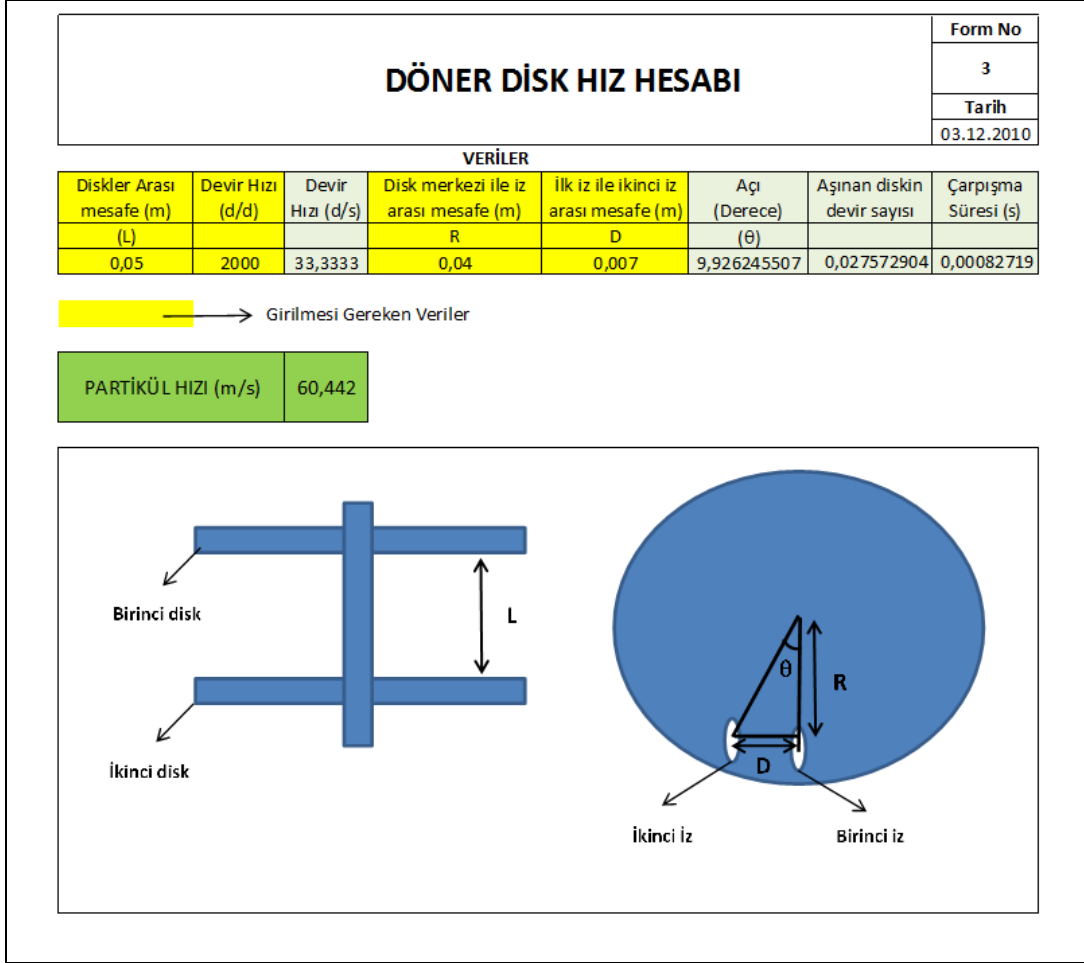 Form No
DÖNER DİSK HIZ HESABI
3
Tarih
03.12.2010
VERİLER
Diskler Arası mesafe (m) Devir Hızı (d/d) Devir Hızı (d/s) Disk merkezi ile iz arası mesafe (m) İlk iz ile ikinci iz arası mesafe (m) Açı (Derece) Aşınan diskin devir sayısı Çarpışma Süresi (s)
(L) R D (θ)
0,05 2000 33,3333 0,04 0,007 9,926245507 0,027572904 0,00082719
Girilmesi Gereken Veriler
PARTİKÜL HIZI (m/s) 60,442
Birinci disk
L
İkinci disk
θ
R
D
İkinci İz
Birinci iz